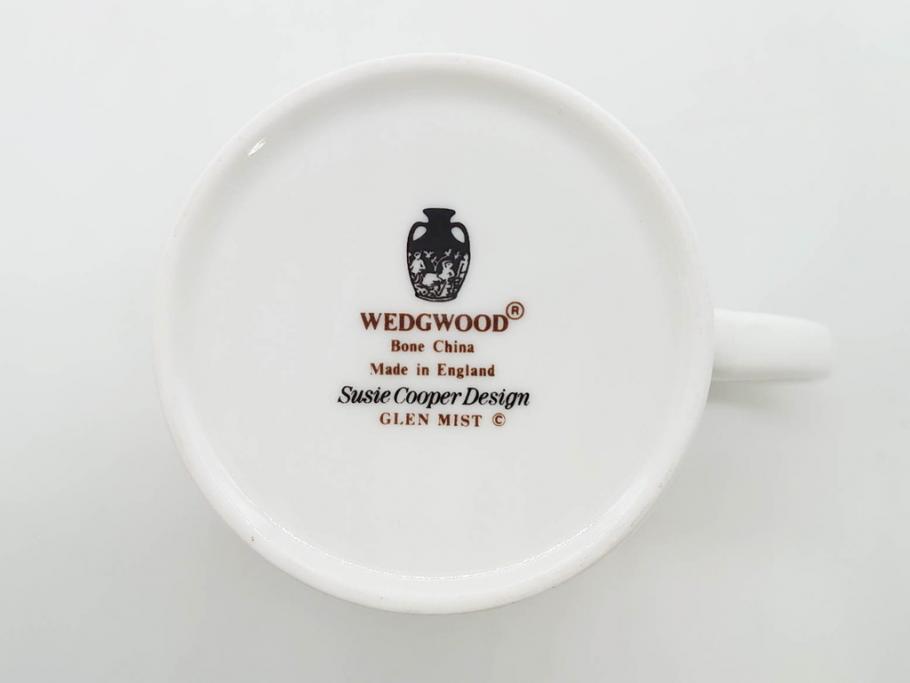 WEDGWOOD®
Bone China
Made in England
Susie Cooper Design
GLEN MIST ©